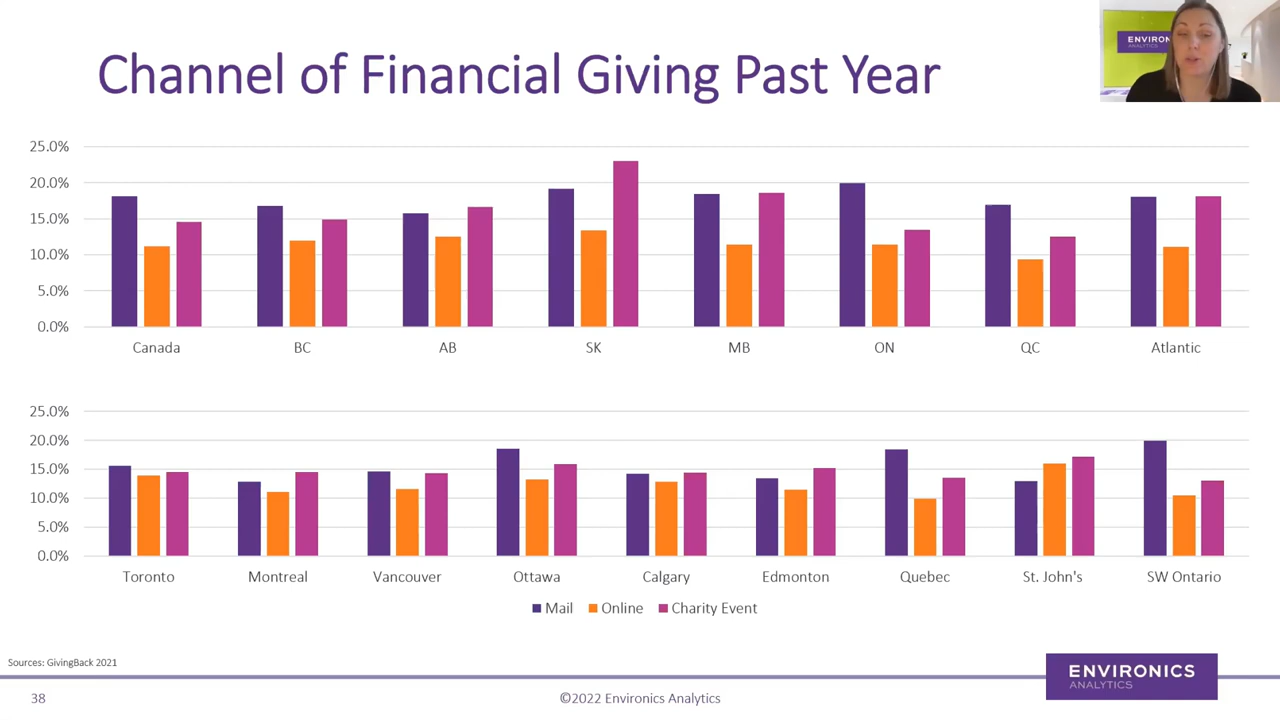 Channel of Financial Giving Past Year
ENVIRON
ANALYTICS
25.0%
20.0%
15.0%
10.0%
5.0%
0.0%
Canada BC AB SK MB ON QC Atlantic
25.0%
20.0%
15.0%
10.0%
5.0%
0.0%
Toronto Montreal Vancouver Ottawa Calgary Edmonton Quebec St. John's SW Ontario
Mail Online Charity Event
Sources: GivingBack 2021
ENVIRONICS
ANALYTICS
38 ©2022 Environics Analytics